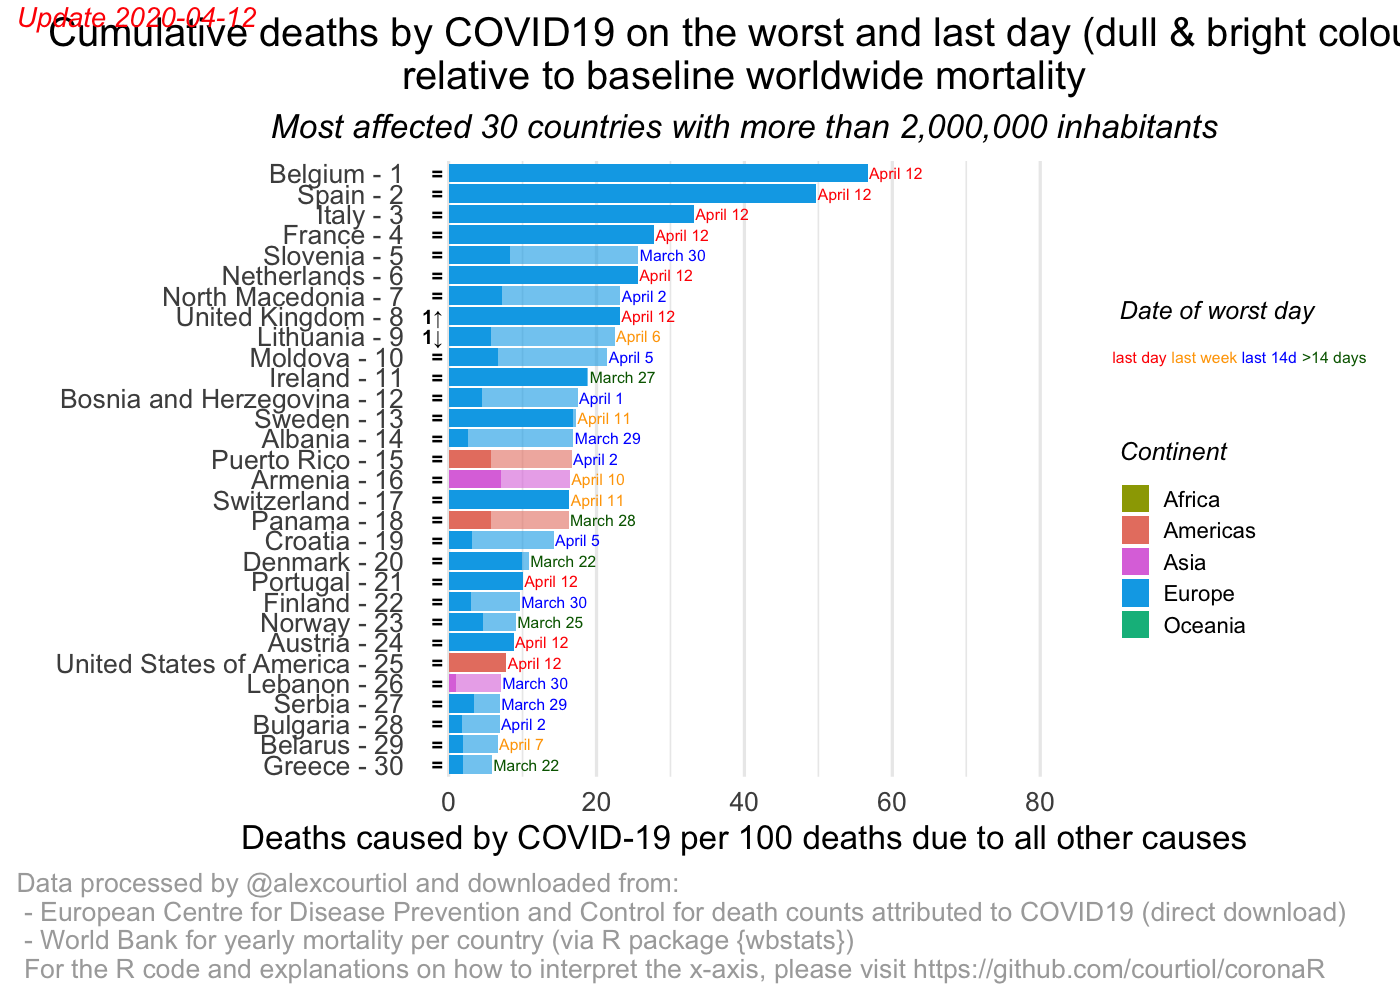 Update 2020-04-12
Cumulative deaths by COVID19 on the worst and last day (dull & bright colou
relative to baseline worldwide mortality
Most affected 30 countries with more than 2,000,000 inhabitants
Belgium - 1 = April 12
Spain - 2 = April 12
Italy - 3 = April 12
France - 4 = April 12
Slovenia - 5 = March 30
Netherlands - 6 = April 12
North Macedonia - 7 = April 2
United Kingdom - 8 1↑ April 12
Lithuania - 9 1↓ April 6
Moldova - 10 = April 5
Ireland - 11 = March 27
Bosnia and Herzegovina - 12 = April 1
Sweden - 13 = April 11
Albania - 14 = March 29
Puerto Rico - 15 = April 2
Armenia - 16 = April 10
Switzerland - 17 = April 11
Panama - 18 = March 28
Croatia - 19 = April 5
Denmark - 20 = March 22
Portugal - 21 = April 12
Finland - 22 = March 30
Norway - 23 = March 25
Austria - 24 = April 12
United States of America - 25 = April 12
Lebanon - 26 = March 30
Serbia - 27 = March 29
Bulgaria - 28 = April 2
Belarus - 29 = April 7
Greece - 30 = March 22
0 20 40 60 80
Deaths caused by COVID-19 per 100 deaths due to all other causes
Date of worst day
last day last week last 14d >14 days
Continent
Africa
Americas
Asia
Europe
Oceania
Data processed by @alexcourtiol and downloaded from:
- European Centre for Disease Prevention and Control for death counts attributed to COVID19 (direct download)
- World Bank for yearly mortality per country (via R package {wbstats})
For the R code and explanations on how to interpret the x-axis, please visit https://github.com/courtiol/coronaR